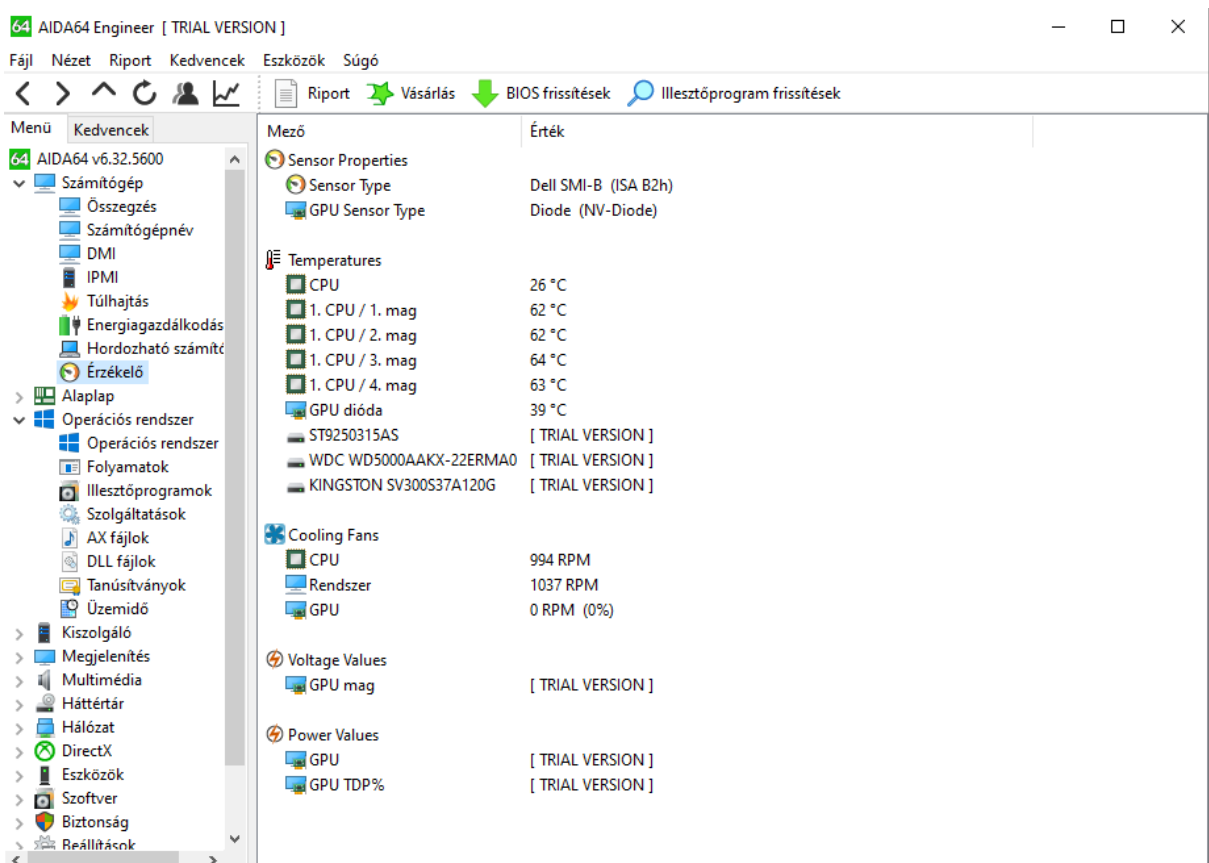 64 AIDA64 Engineer [ TRIAL VERSION ]
Fájl Nézet Riport Kedvencek Eszközök Súgó
Riport Vásárlás BIOS frissítések Illesztőprogram frissítések
Menü Kedvencek
64 AIDA64 v6.32.5600
Számítógép
Összegzés
Számítógépnév
DMI
IPMI
Túlhajtás
Energiagazdálkodás
Hordozható számító
Érzékelő
Alaplap
Operációs rendszer
Operációs rendszer
Folyamatok
Illesztőprogramok
Szolgáltatások
AX fájlok
DLL fájlok
Tanúsítványok
Üzemidő
Kiszolgáló
Megjelenítés
Multimédia
Háttértár
Hálózat
DirectX
Eszközök
Szoftver
Biztonság
Beállítások
Mező Érték
Sensor Properties
Sensor Type Dell SMI-B (ISA B2h)
GPU Sensor Type Diode (NV-Diode)
Temperatures
CPU 26 °C
1. CPU / 1. mag 62 °C
1. CPU / 2. mag 62 °C
1. CPU / 3. mag 64 °C
1. CPU / 4. mag 63 °C
GPU dióda 39 °C
ST9250315AS [ TRIAL VERSION ]
WDC WD5000AAKX-22ERMA0 [ TRIAL VERSION ]
KINGSTON SV300S37A120G [ TRIAL VERSION ]
Cooling Fans
CPU 994 RPM
Rendszer 1037 RPM
GPU 0 RPM (0%)
Voltage Values
GPU mag [ TRIAL VERSION ]
Power Values
GPU [ TRIAL VERSION ]
GPU TDP% [ TRIAL VERSION ]